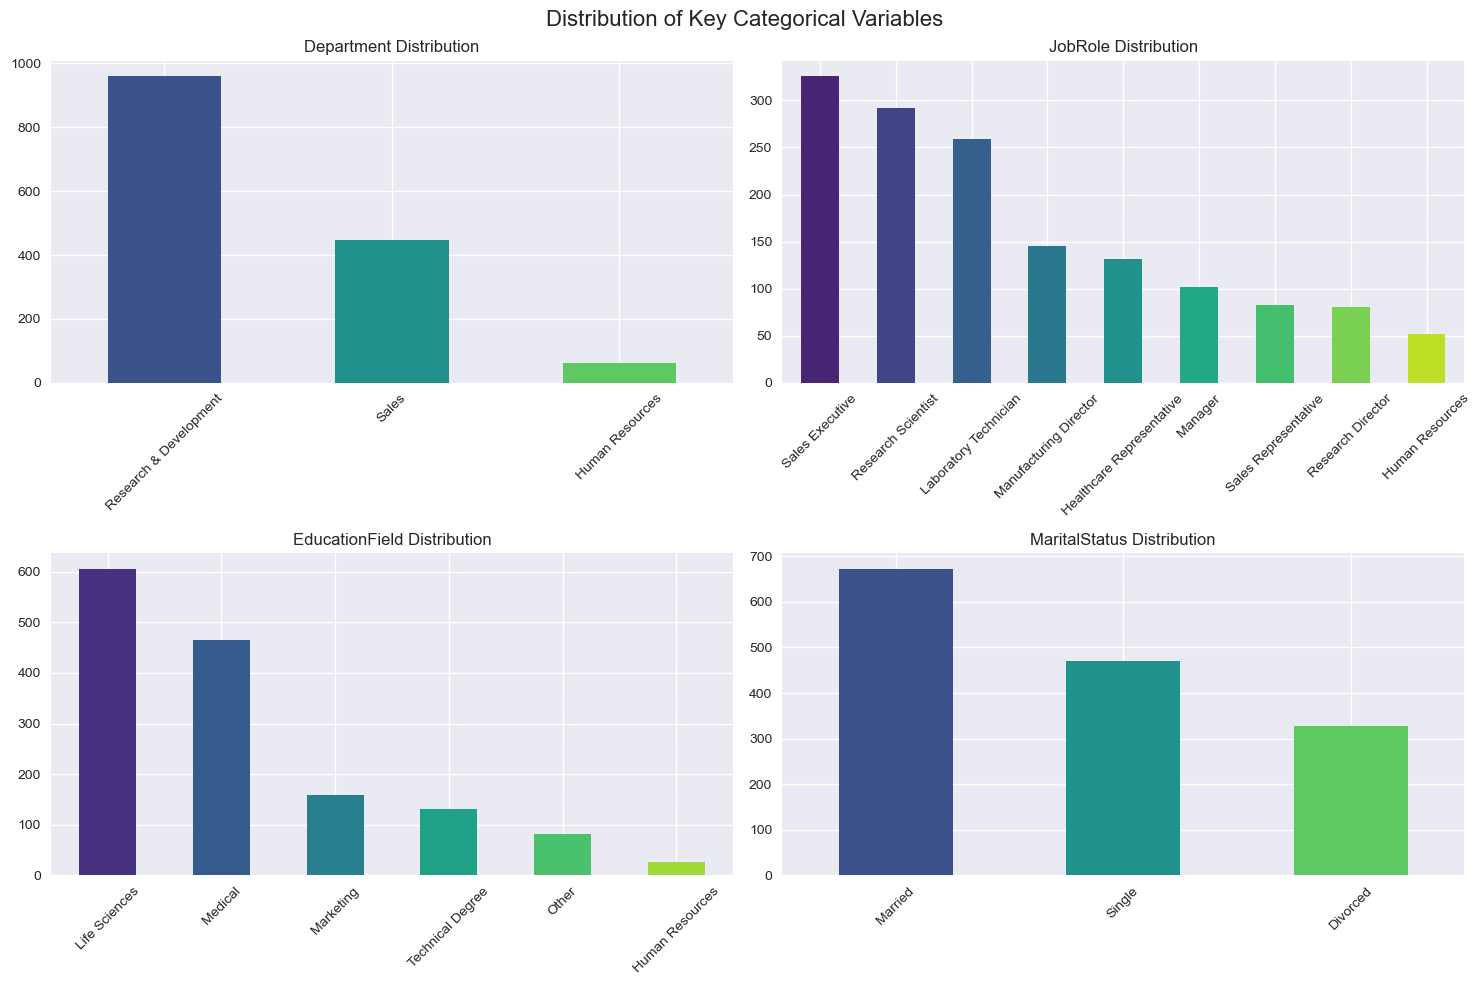 Distribution of Key Categorical Variables
Department Distribution
1000
800
600
400
200
0
Research & Development
Sales
Human Resources
JobRole Distribution
300
250
200
150
100
50
0
Sales Executive
Research Scientist
Laboratory Technician
Manufacturing Director
Healthcare Representative
Manager
Sales Representative
Research Director
Human Resources
EducationField Distribution
600
500
400
300
200
100
0
Life Sciences
Medical
Marketing
Technical Degree
Other
Human Resources
MaritalStatus Distribution
700
600
500
400
300
200
100
0
Married
Single
Divorced